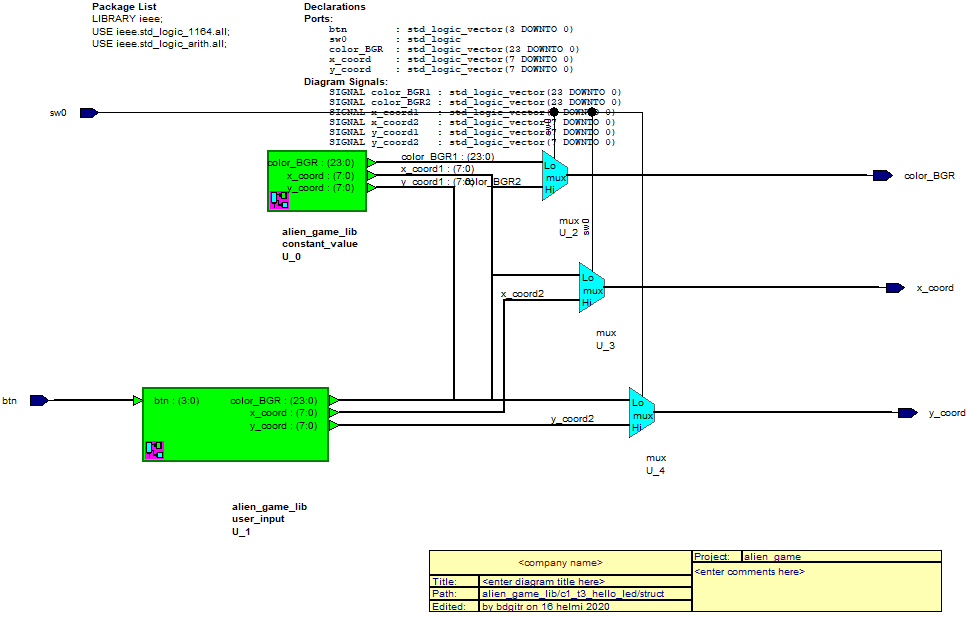 Package List
LIBRARY ieee;
USE ieee.std_logic_1164.all;
USE ieee.std_logic_arith.all;
Declarations
Ports:
btn : std_logic_vector(3 DOWNTO 0)
sw0 : std_logic
color_BGR : std_logic_vector(23 DOWNTO 0)
x_coord : std_logic_vector(7 DOWNTO 0)
y_coord : std_logic_vector(7 DOWNTO 0)
Diagram Signals:
SIGNAL color_BGR1 : std_logic_vector(23 DOWNTO 0)
SIGNAL color_BGR2 : std_logic_vector(23 DOWNTO 0)
SIGNAL x_coord1 : std_logic_vector(7 DOWNTO 0)
SIGNAL x_coord2 : std_logic_vector(7 DOWNTO 0)
SIGNAL y_coord1 : std_logic_vector(7 DOWNTO 0)
SIGNAL y_coord2 : std_logic_vector(7 DOWNTO 0)
sw0
sw0
color_BGR : (23:0)
x_coord : (7:0)
y_coord : (7:0)
color_BGR1 : (23:0)
x_coord1 : (7:0)
y_coord1 : (7:0)
color_BGR2
Lo
mux
Hi
color_BGR
alien_game_lib
constant_value
U_0
mux
U_2
sw0
x_coord2
Lo
mux
Hi
x_coord
mux
U_3
btn
btn : (3:0)
color_BGR : (23:0)
x_coord : (7:0)
y_coord : (7:0)
y_coord2
Lo
mux
Hi
y_coord
mux
U_4
alien_game_lib
user_input
U_1
<company name>
Title: <enter diagram title here>
Path: alien_game_lib/c1_t3_hello_led/struct
Edited: by bdgitr on 16 helmi 2020
Project: alien_game
<enter comments here>